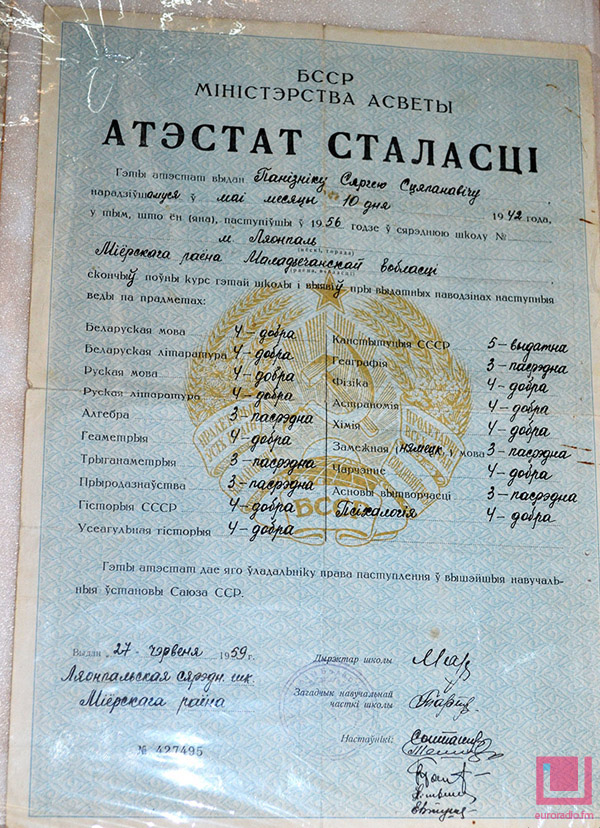 БССР
МІНІСТЭРСТВА АСВЕТЫ
АТЭСТАТ СТАЛАСЦІ
Гэты атэстат выдан Панізніку Сяргею Сцяпанавічу
нарадзіўшамуся ў маі месяцы 10 дня 1942 года,
у тым, што ён (яна), паступіўшы ў 1956 годзе ў сярэднюю школу №
м. Ляонпаль
Міёрскага раёна Маладзечанскай вобласці
скончыў поўны курс гэтай школы і выявіў пры выдатных паводзінах наступныя
веды па прадметах:
Беларуская мова 4 – добра
Беларуская літаратура 4 – добра
Руская мова 4 – добра
Руская літаратура 4 – добра
Алгебра 3 – пасрэдна
Геаметрыя 4 – добра
Трыганаметрыя 3 – пасрэдна
Прыродазнаўства 3 – пасрэдна
Гісторыя СССР 4 – добра
Усеагульная гісторыя 4 – добра
Канстытуцыя СССР 5 – выдатна
Геаграфія 3 – пасрэдна
Фізіка 4 – добра
Астраномія 4 – добра
Хімія 4 – добра
Замежная (нямецк.) мова 3 – пасрэдна
Чарчэнне 4 – добра
Асновы вытворчасці 3 – пасрэдна
Псіхалогія 4 – добра
БССР
Гэты атэстат дае яго ўладальніку права паступлення ў вышэйшыя навучаль-
ныя ўстановы Саюза ССР.
Выдан 27 чэрвеня 1959 г.
Ляонпальская сярэдн. шк.
Міёрскага раёна
№ 427495
Дырэктар школы
Загадчык навучальнай
часткі школы
Настаўнікі:
euroradio.fm